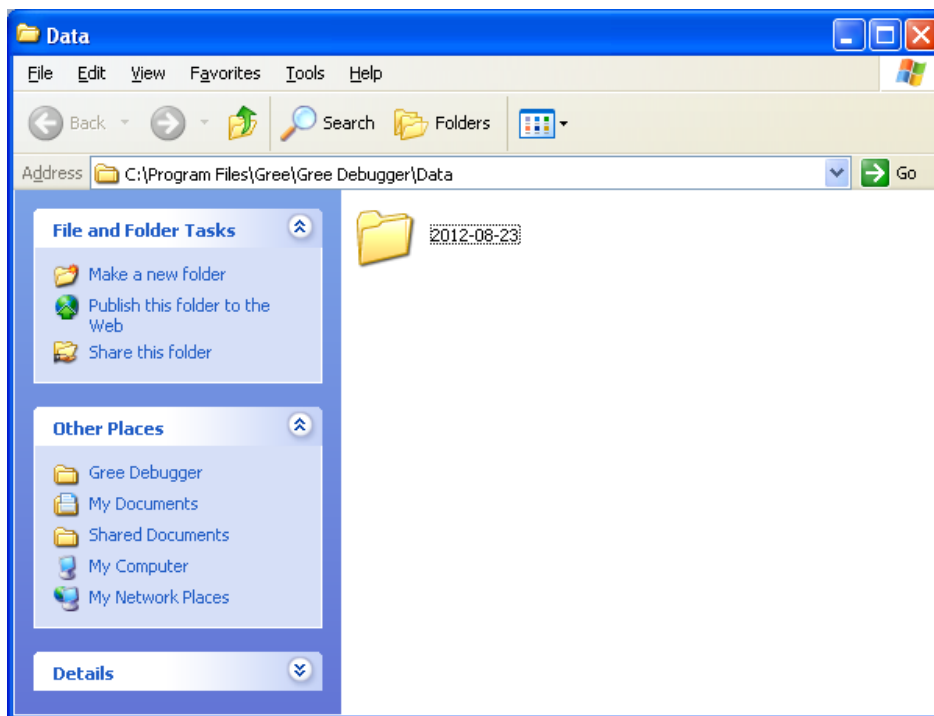 Data
File Edit View Favorites Tools Help
Back Search Folders
Address C:\Program Files\Gree\Gree Debugger\Data Go
File and Folder Tasks
Make a new folder
Publish this folder to the
Web
Share this folder
Other Places
Gree Debugger
My Documents
Shared Documents
My Computer
My Network Places
Details
2012-08-23